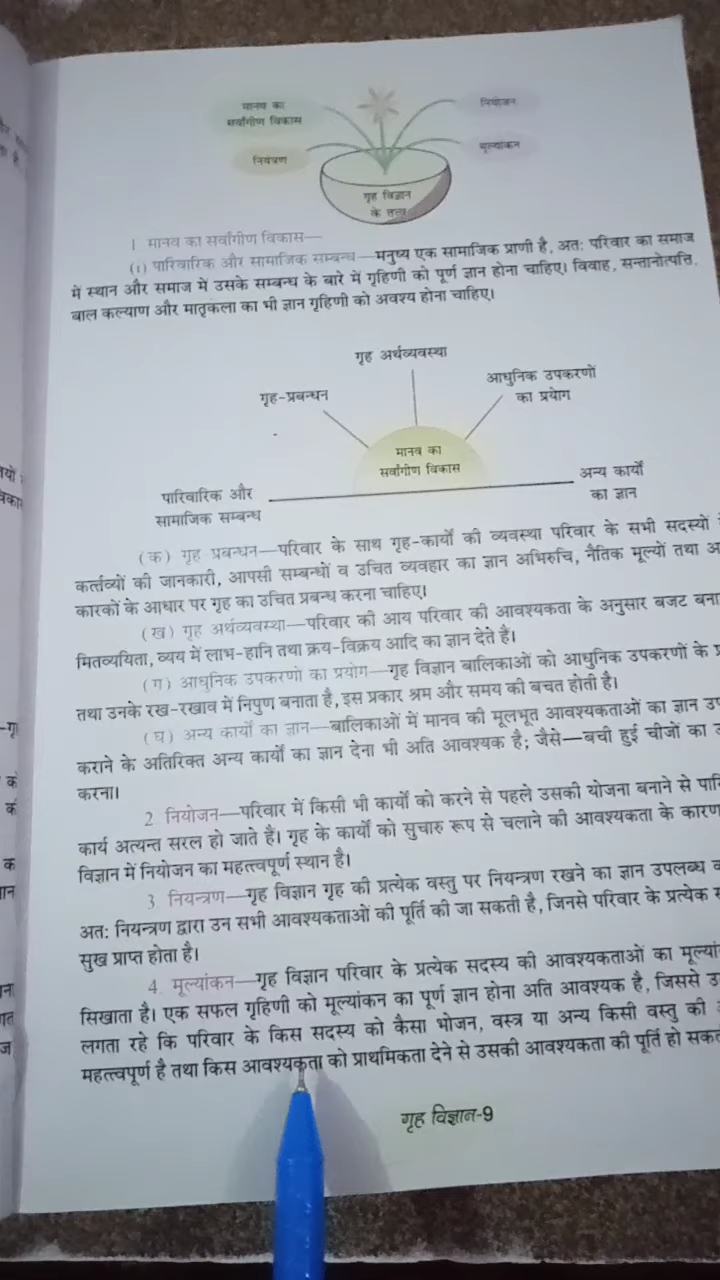 मानव का
सर्वांगीण विकास
नियोजन
नियंत्रण
मूल्यांकन
गृह विज्ञान
के तत्त्व
1 मानव का सर्वांगीण विकास—
(i) पारिवारिक और सामाजिक सम्बन्ध—मनुष्य एक सामाजिक प्राणी है, अतः परिवार का समाज
में स्थान और समाज में उसके सम्बन्ध के बारे में गृहिणी को पूर्ण ज्ञान होना चाहिए। विवाह, सन्तानोत्पत्ति,
बाल कल्याण और मातृकला का भी ज्ञान गृहिणी को अवश्य होना चाहिए।
गृह अर्थव्यवस्था
गृह-प्रबन्धन
आधुनिक उपकरणों
का प्रयोग
मानव का
सर्वांगीण विकास
पारिवारिक और
सामाजिक सम्बन्ध
अन्य कार्यों
का ज्ञान
(क) गृह प्रबन्धन—परिवार के साथ गृह-कार्यों की व्यवस्था परिवार के सभी सदस्यों
कर्त्तव्यों की जानकारी, आपसी सम्बन्धों व उचित व्यवहार का ज्ञान अभिरुचि, नैतिक मूल्यों तथा
कारकों के आधार पर गृह का उचित प्रबन्ध करना चाहिए।
(ख) गृह अर्थव्यवस्था—परिवार की आय परिवार की आवश्यकता के अनुसार बजट बना
मितव्ययिता, व्यय में लाभ-हानि तथा क्रय-विक्रय आदि का ज्ञान देते हैं।
(ग) आधुनिक उपकरणों का प्रयोग—गृह विज्ञान बालिकाओं को आधुनिक उपकरणों के
तथा उनके रख-रखाव में निपुण बनाता है, इस प्रकार श्रम और समय की बचत होती है।
(घ) अन्य कार्यों का ज्ञान—बालिकाओं में मानव की मूलभूत आवश्यकताओं का ज्ञान
कराने के अतिरिक्त अन्य कार्यों का ज्ञान देना भी अति आवश्यक है; जैसे—बची हुई चीजों का
करना।
2 नियोजन—परिवार में किसी भी कार्यों को करने से पहले उसकी योजना बनाने से
कार्य अत्यन्त सरल हो जाते हैं। गृह के कार्यों को सुचारु रूप से चलाने की आवश्यकता के कारण
विज्ञान में नियोजन का महत्त्वपूर्ण स्थान है।
3 नियन्त्रण—गृह विज्ञान गृह की प्रत्येक वस्तु पर नियन्त्रण रखने का ज्ञान उपलब्ध
अतः नियन्त्रण द्वारा उन सभी आवश्यकताओं की पूर्ति की जा सकती है, जिनसे परिवार के प्रत्येक
सुख प्राप्त होता है।
4. मूल्यांकन—गृह विज्ञान परिवार के प्रत्येक सदस्य की आवश्यकताओं का
सिखाता है। एक सफल गृहिणी को मूल्यांकन का पूर्ण ज्ञान होना अति आवश्यक है, जिससे
लगता रहे कि परिवार के किस सदस्य को कैसा भोजन, वस्त्र या अन्य किसी वस्तु की
महत्त्वपूर्ण है तथा किस आवश्यकता को प्राथमिकता देने से उसकी आवश्यकता की पूर्ति हो
गृह विज्ञान-9